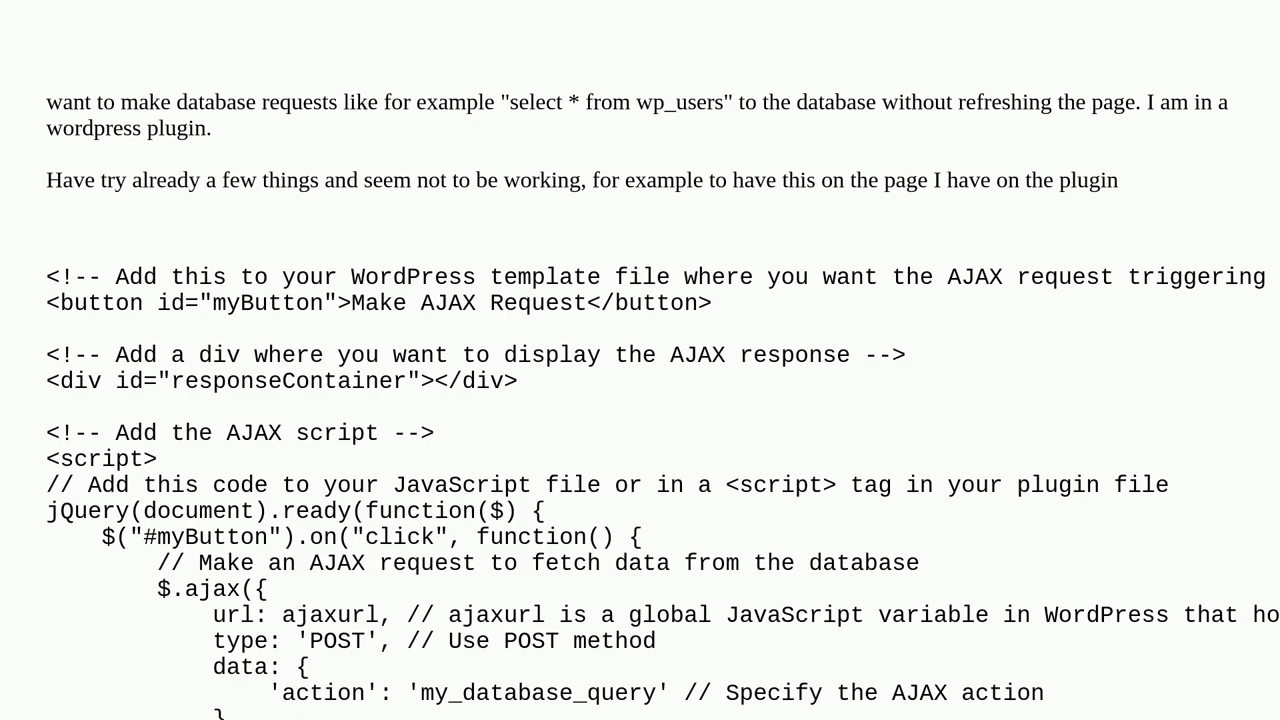 want to make database requests like for example "select * from wp_users" to the database without refreshing the page. I am in a
wordpress plugin.
Have try already a few things and seem not to be working, for example to have this on the page I have on the plugin
<!-- Add this to your WordPress template file where you want the AJAX request triggering
<button id="myButton">Make AJAX Request</button>
<!-- Add a div where you want to display the AJAX response -->
<div id="responseContainer"></div>
<!-- Add the AJAX script -->
<script>
// Add this code to your JavaScript file or in a <script> tag in your plugin file
jQuery(document).ready(function($) {
    $("#myButton").on("click", function() {
        // Make an AJAX request to fetch data from the database
        $.ajax({
            url: ajaxurl, // ajaxurl is a global JavaScript variable in WordPress that ho
            type: 'POST', // Use POST method
            data: {
                'action': 'my_database_query' // Specify the AJAX action
            }